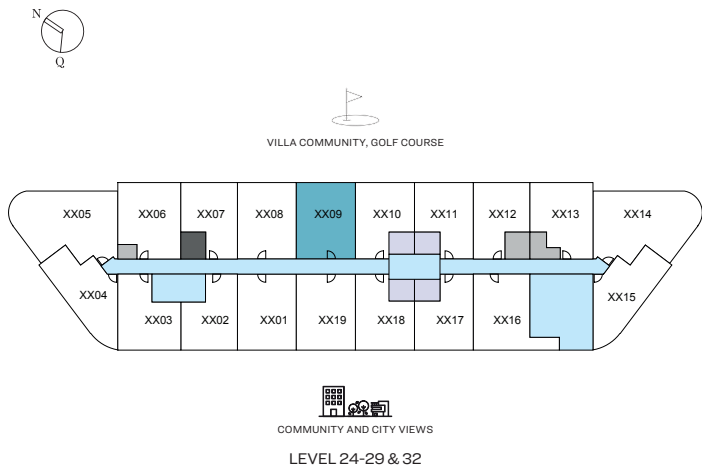 N
Q
VILLA COMMUNITY, GOLF COURSE
XX05 XX06 XX07 XX08 XX09 XX10 XX11 XX12 XX13 XX14
XX04 XX03 XX02 XX01 XX19 XX18 XX17 XX16 XX15
COMMUNITY AND CITY VIEWS
LEVEL 24-29 & 32